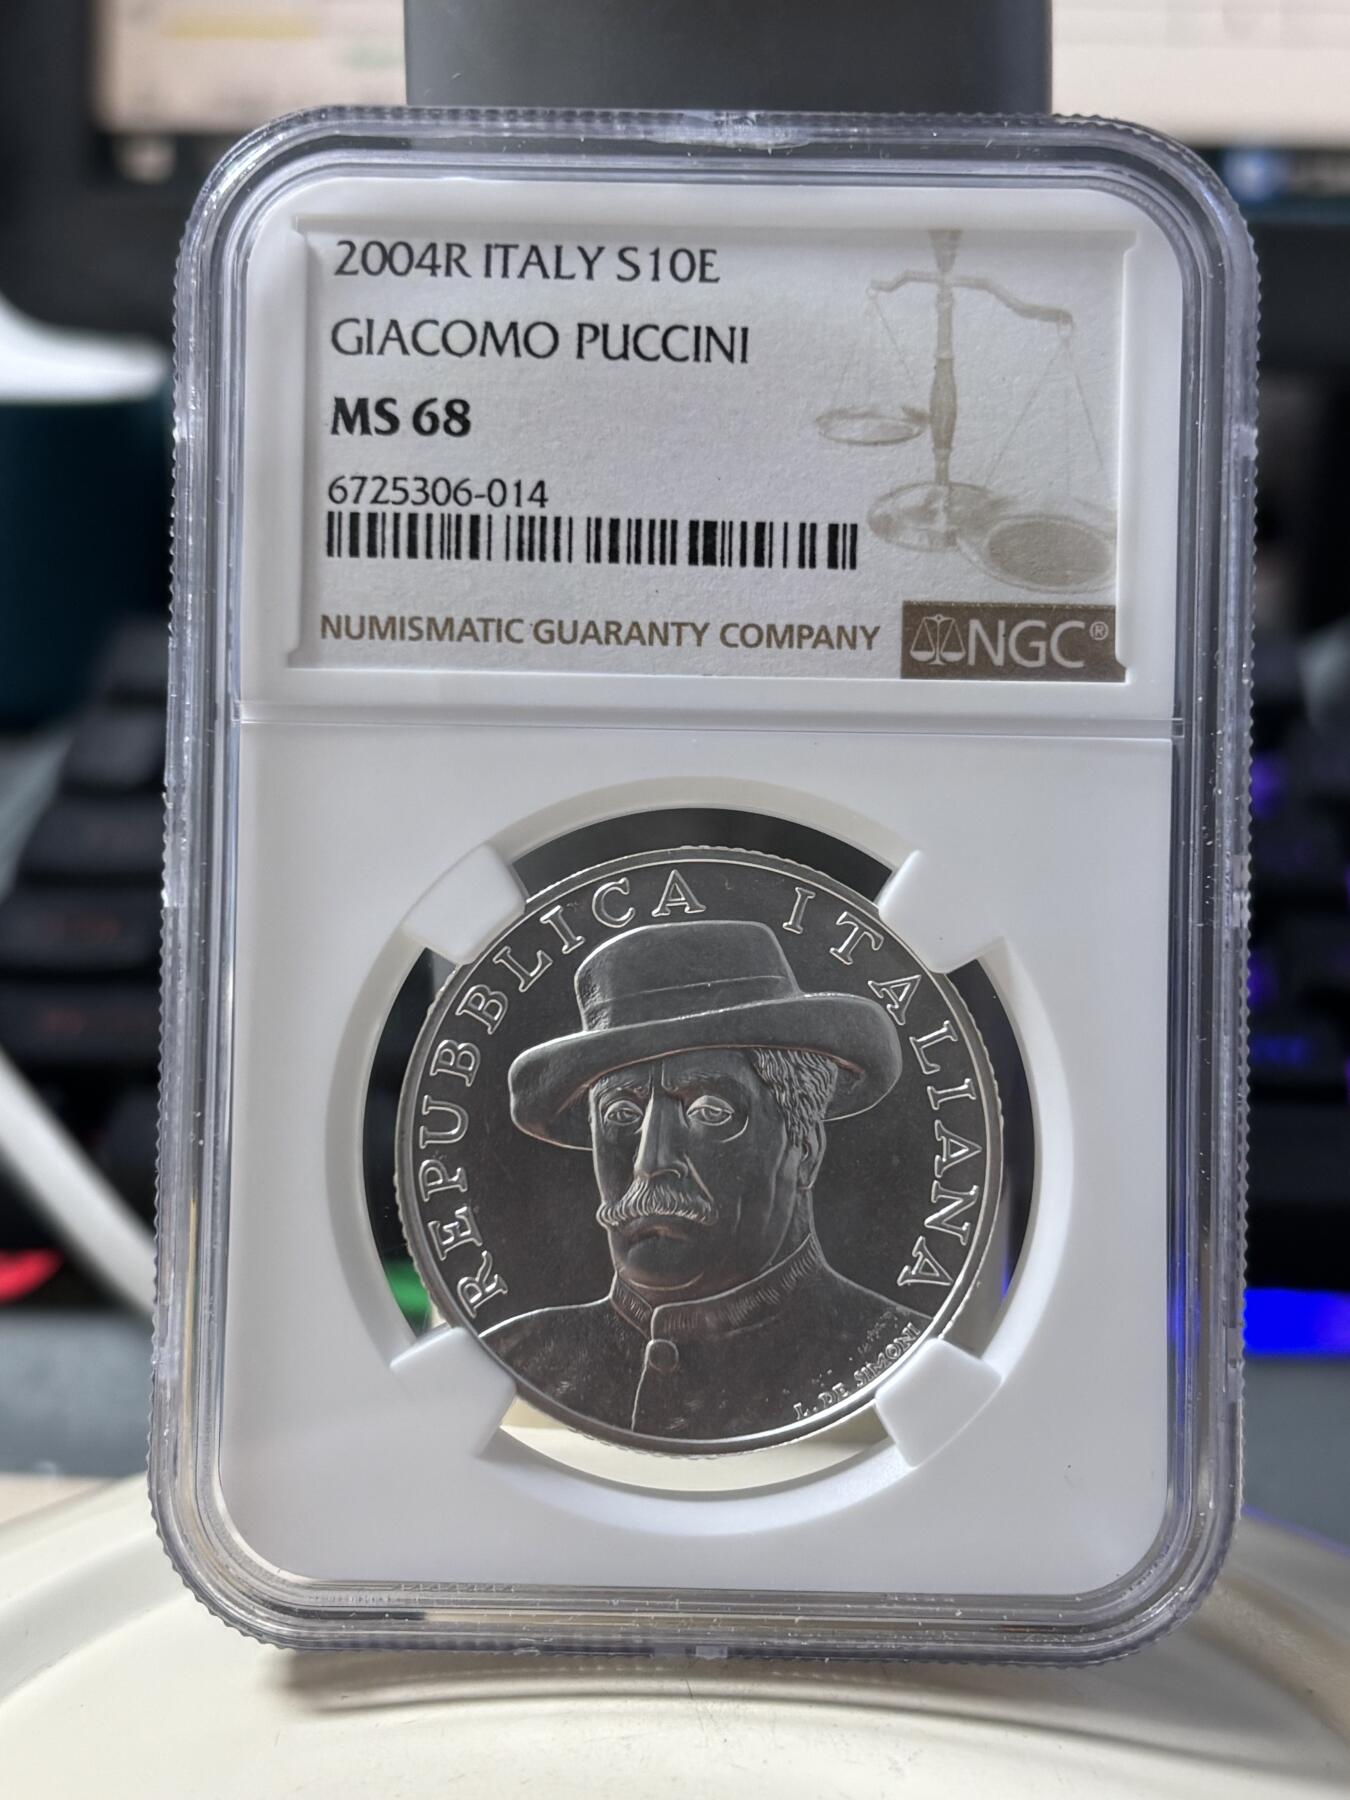 2004R ITALY S10E
GIACOMO PUCCINI
MS 68
6725306-014
NUMISMATIC GUARANTY COMPANY
NGC®
REPUBBLICA ITALIANA
L. DE SIMONI